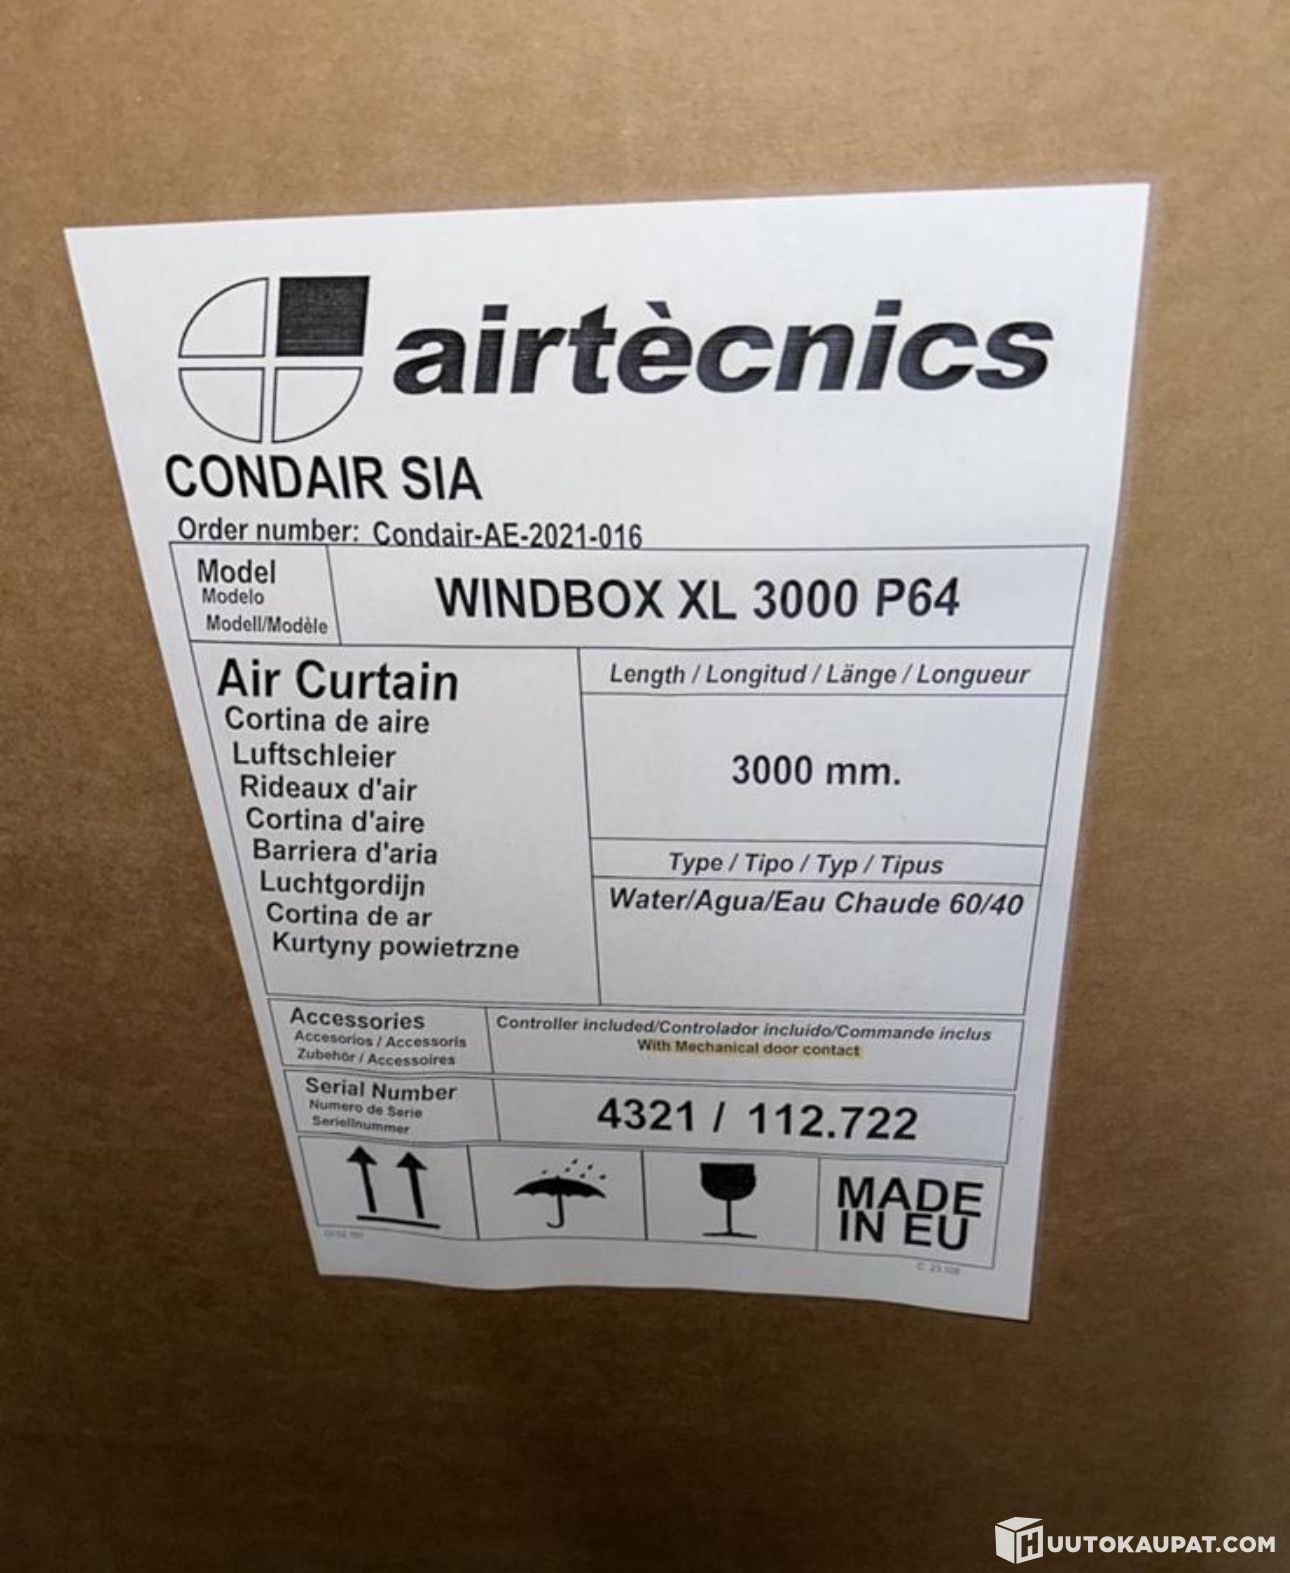 airtècnics
CONDAIR SIA
Order number: Condair-AE-2021-016
Model
Modelo
Modell/Modèle
WINDBOX XL 3000 P64
Air Curtain
Cortina de aire
Luftschleier
Rideaux d'air
Cortina d'aire
Barriera d'aria
Luchtgordijn
Cortina de ar
Kurtyny powietrzne
Length / Longitud / Länge / Longueur
3000 mm.
Type / Tipo / Typ / Tipus
Water/Agua/Eau Chaude 60/40
Accessories
Accesorios / Accessoris
Zubehör / Accessoires
Controller included/Controlador incluido/Commande inclus
With Mechanical door contact
Serial Number
Numero de Serie
Seriellnummer
4321 / 112.722
MADE
IN EU
HUUTOKAUPAT.COM